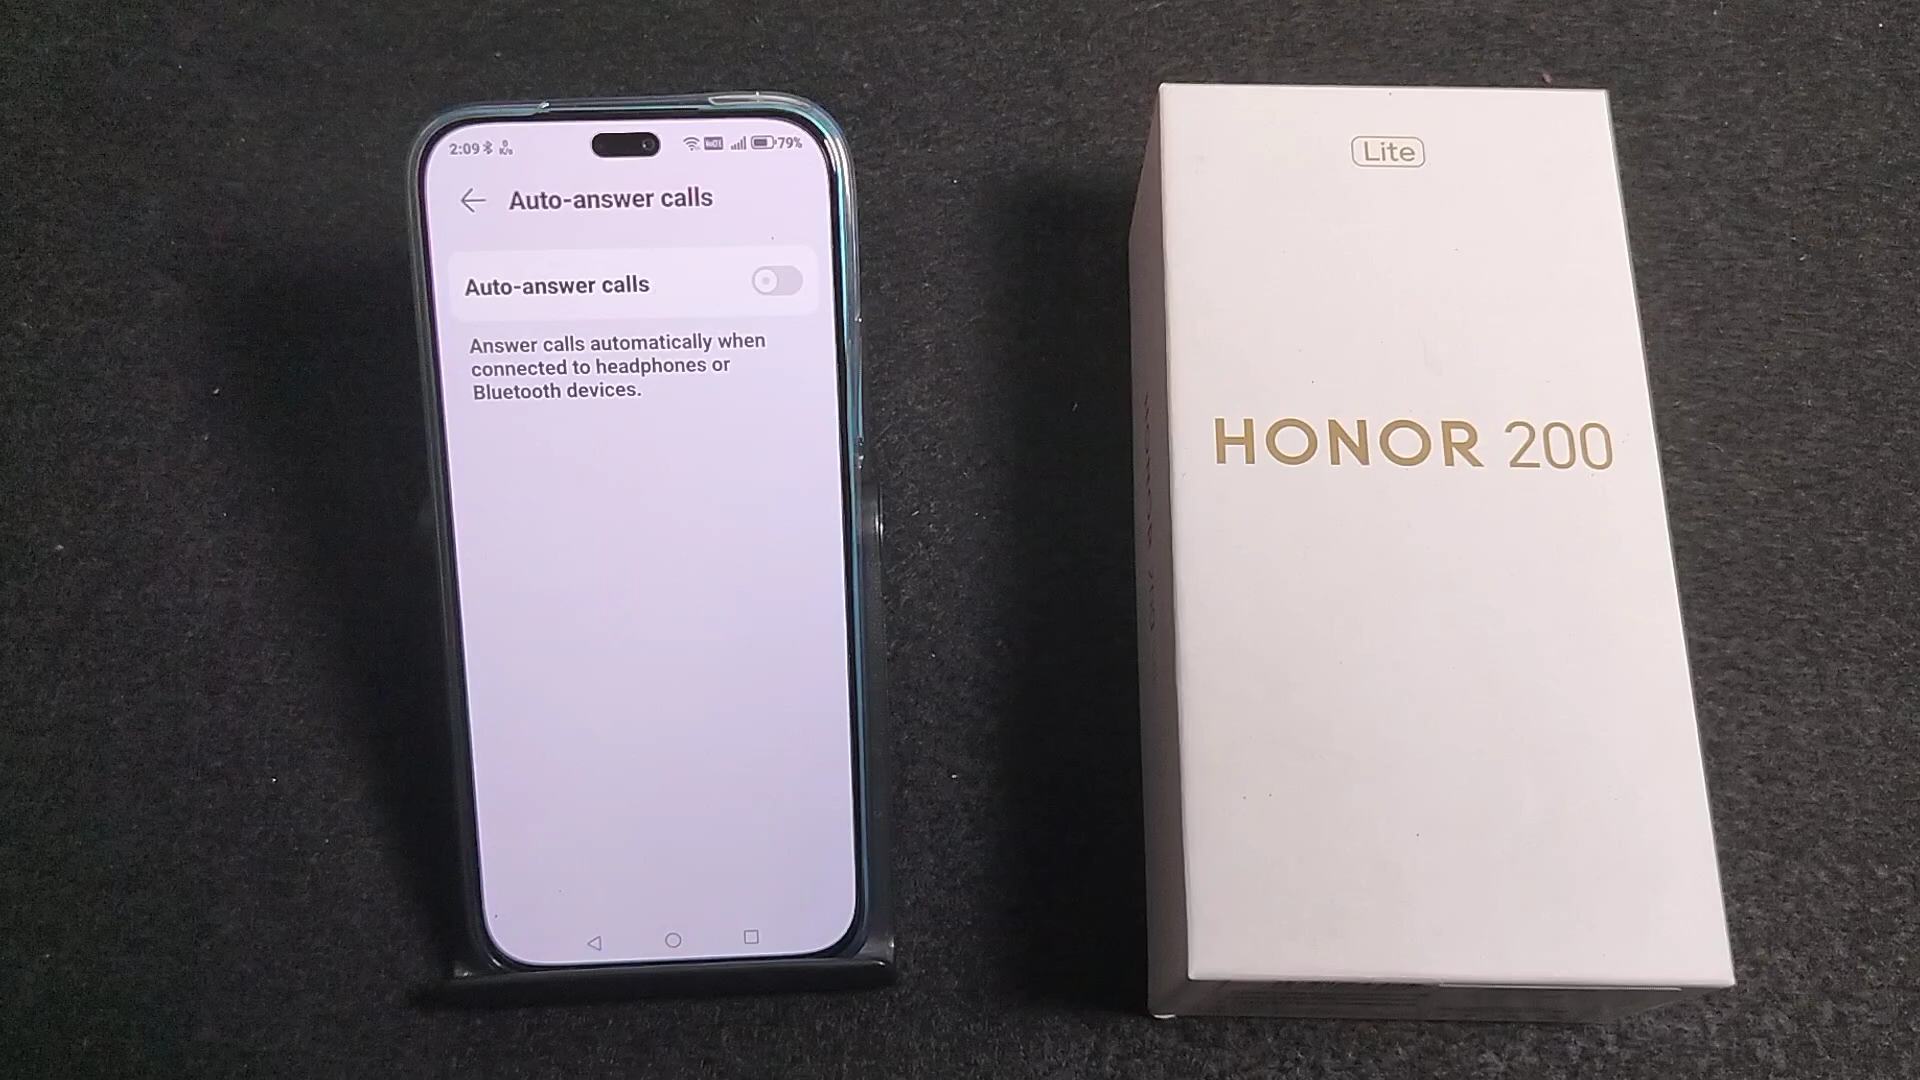 2:09
79%
Auto-answer calls
Auto-answer calls
Answer calls automatically when
connected to headphones or
Bluetooth devices.
Lite
HONOR 200